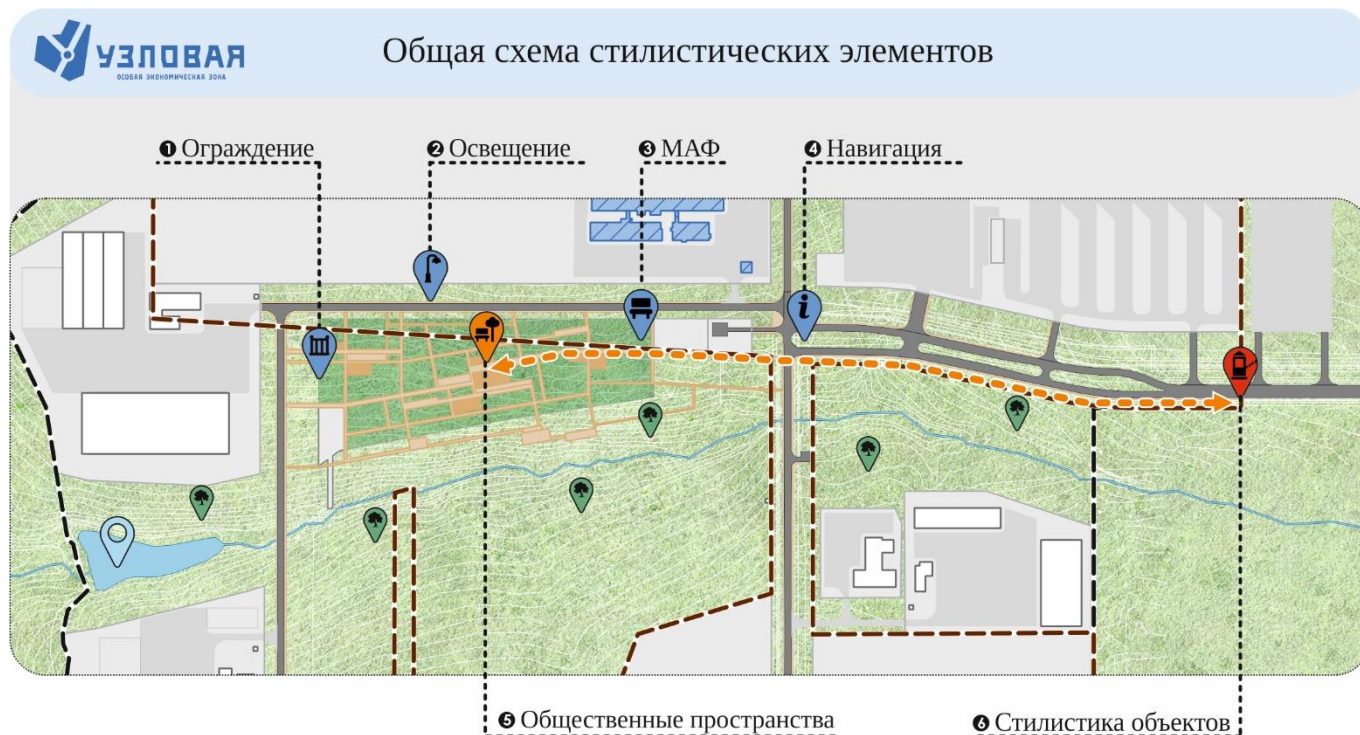 УЗЛОВАЯ
ОСОБАЯ ЭКОНОМИЧЕСКАЯ ЗОНА
Общая схема стилистических элементов
❶ Ограждение
❷ Освещение
❸ МАФ
❹ Навигация
i
❺ Общественные пространства
❻ Стилистика объектов